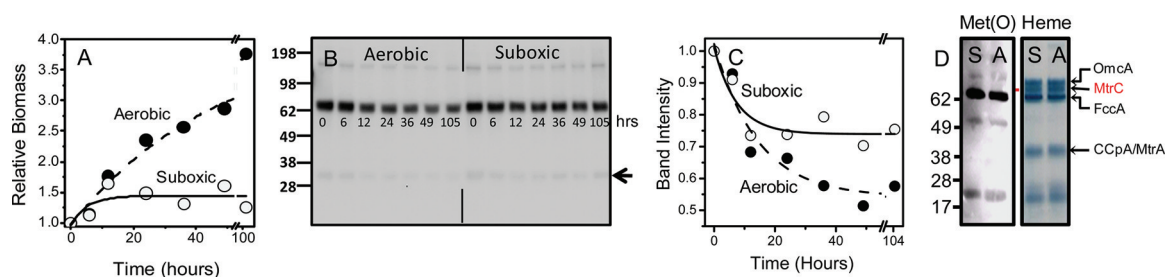 A
Relative Biomass
4.0
3.5
3.0
2.5
2.0
1.5
1.0
Aerobic
Suboxic
0 20 40 100
Time (hours)
B
Aerobic Suboxic
198
98
62
49
38
28
0 6 12 24 36 49 105 0 6 12 24 36 49 105 hrs
C
Band Intensity
1.0
0.9
0.8
0.7
0.6
0.5
Suboxic
Aerobic
0 20 40 104
Time (Hours)
D
Met(O) Heme
S A S A
62
49
38
28
17
OmcA
MtrC
FccA
CCpA/MtrA